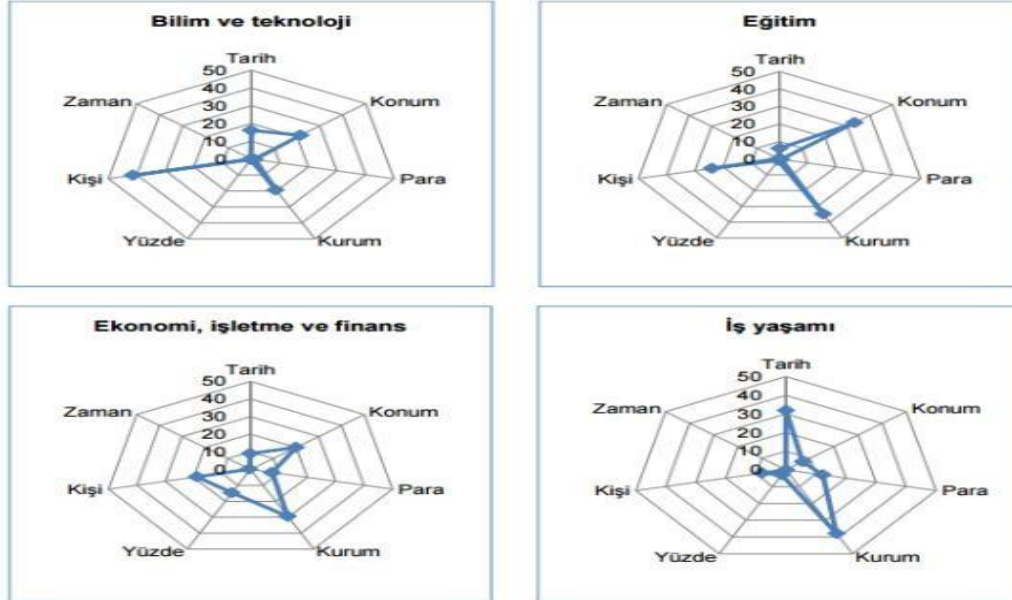 Bilim ve teknoloji
Tarih
50
40
30
20
10
0
Zaman
Konum
Kişi
Para
Yüzde
Kurum
Eğitim
Tarih
50
40
30
20
10
0
Zaman
Konum
Kişi
Para
Yüzde
Kurum
Ekonomi, işletme ve finans
Tarih
50
40
30
20
10
0
Zaman
Konum
Kişi
Para
Yüzde
Kurum
İş yaşamı
Tarih
50
40
30
20
10
0
Zaman
Konum
Kişi
Para
Yüzde
Kurum